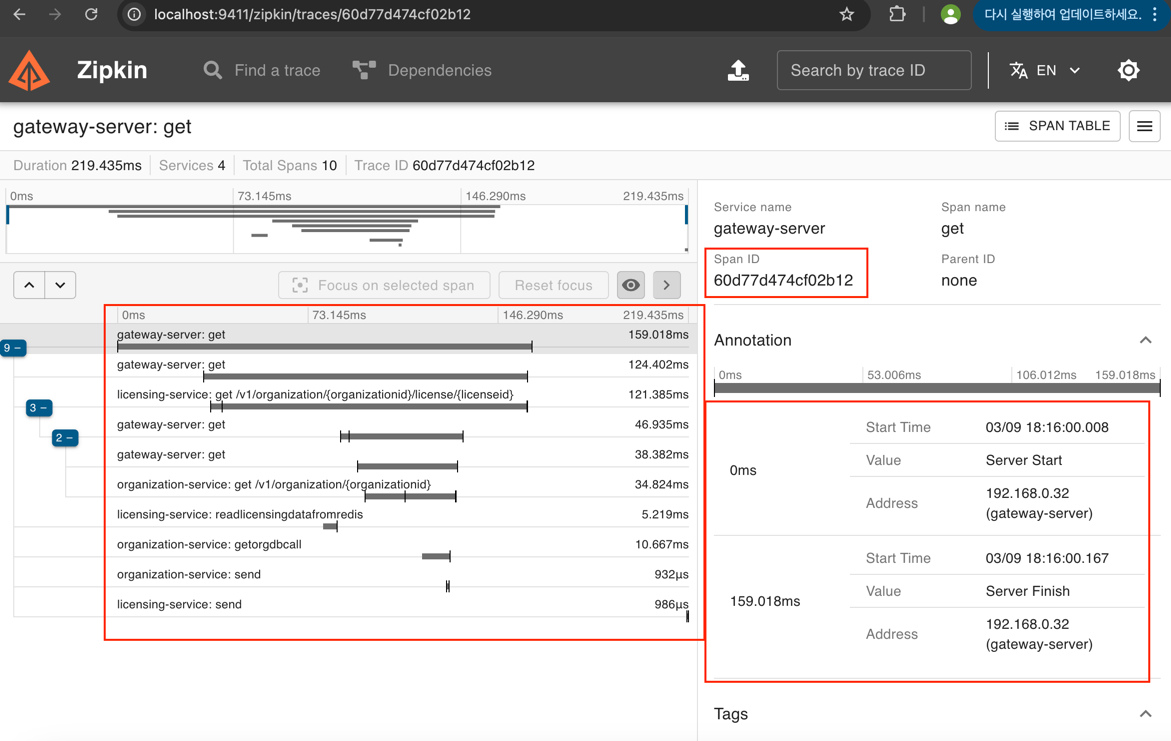 localhost:9411/zipkin/traces/60d77d474cf02b12
다시 실행하여 업데이트하세요.
Zipkin
Find a trace
Dependencies
Search by trace ID
EN
gateway-server: get
SPAN TABLE
Duration 219.435ms
Services 4
Total Spans 10
Trace ID 60d77d474cf02b12
0ms 73.145ms 146.290ms 219.435ms
Focus on selected span
Reset focus
0ms 73.145ms 146.290ms 219.435ms
9 −
gateway-server: get 159.018ms
gateway-server: get 124.402ms
licensing-service: get /v1/organization/{organizationid}/license/{licenseid} 121.385ms
3 −
gateway-server: get 46.935ms
2 −
gateway-server: get 38.382ms
organization-service: get /v1/organization/{organizationid} 34.824ms
licensing-service: readlicensingdatafromredis 5.219ms
organization-service: getorgdbcall 10.667ms
organization-service: send 932µs
licensing-service: send 986µs
Service name
gateway-server
Span name
get
Span ID
60d77d474cf02b12
Parent ID
none
Annotation
0ms 53.006ms 106.012ms 159.018ms
0ms
Start Time 03/09 18:16:00.008
Value Server Start
Address 192.168.0.32
(gateway-server)
159.018ms
Start Time 03/09 18:16:00.167
Value Server Finish
Address 192.168.0.32
(gateway-server)
Tags